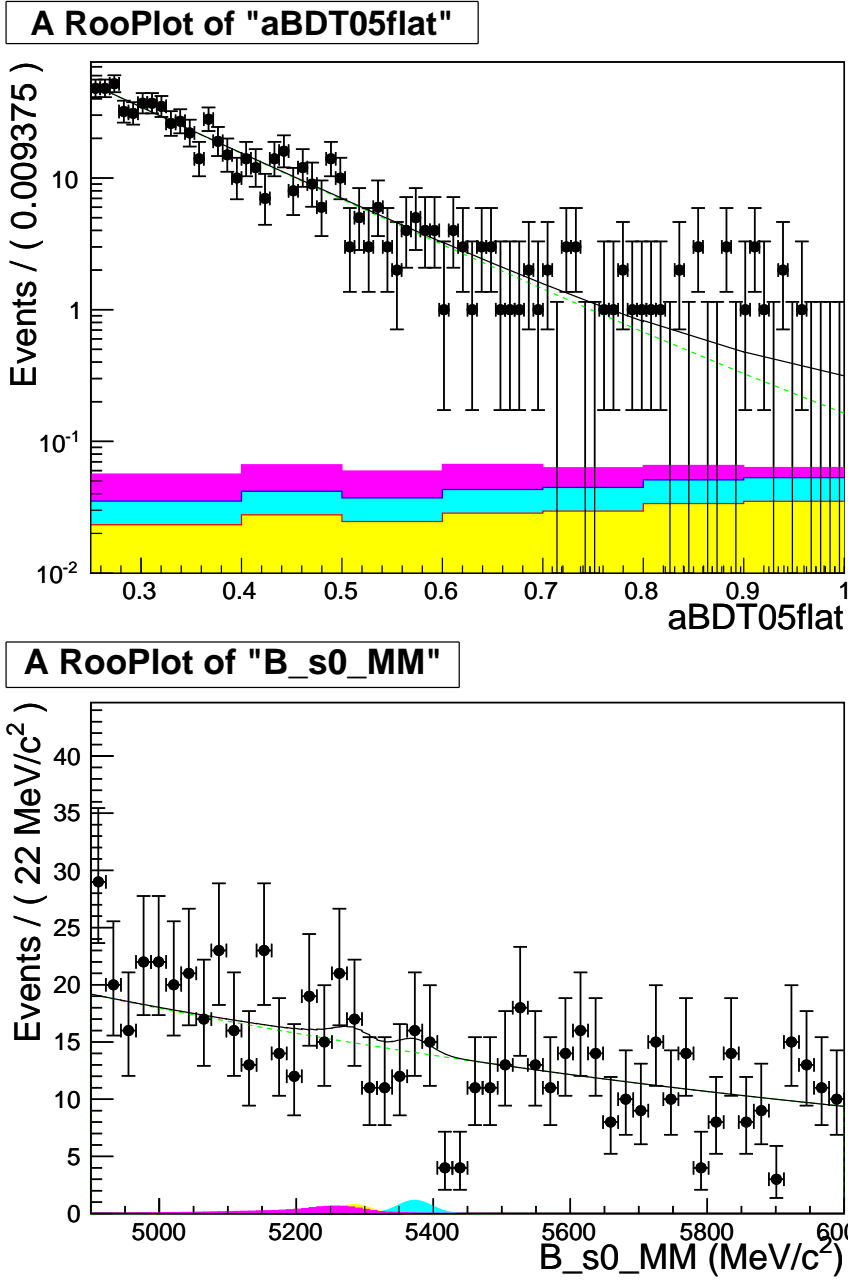 A RooPlot of "aBDT05flat"
Events / ( 0.009375 )
10
1
10-1
10-2
0.3 0.4 0.5 0.6 0.7 0.8 0.9 1
aBDT05flat
A RooPlot of "B_s0_MM"
Events / ( 22 MeV/c2 )
40
35
30
25
20
15
10
5
0
5000 5200 5400 5600 5800 600
B_s0_MM (MeV/c2)